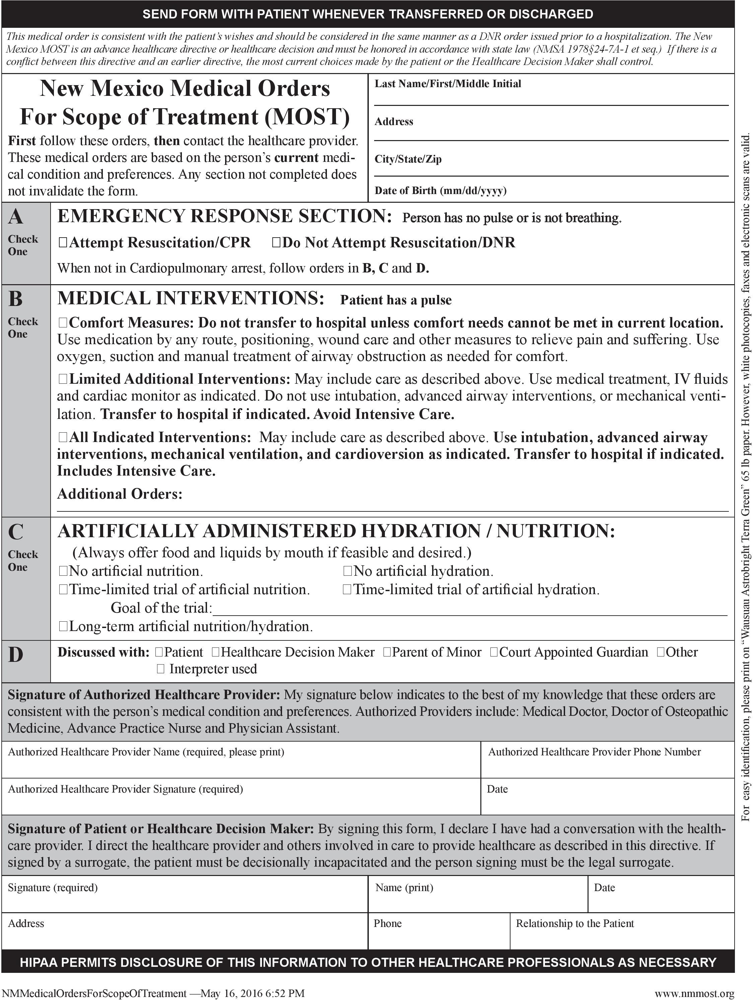 SEND FORM WITH PATIENT WHENEVER TRANSFERRED OR DISCHARGED
This medical order is consistent with the patient's wishes and should be considered in the same manner as a DNR order issued prior to a hospitalization. The New
Mexico MOST is an advance healthcare directive or healthcare decision and must be honored in accordance with state law (NMSA 1978§24-7A-1 et seq.) If there is a
conflict between this directive and an earlier directive, the most current choices made by the patient or the Healthcare Decision Maker shall control.
New Mexico Medical Orders
For Scope of Treatment (MOST)
First follow these orders, then contact the healthcare provider.
These medical orders are based on the person's current medi-
cal condition and preferences. Any section not completed does
not invalidate the form.
Last Name/First/Middle Initial
Address
City/State/Zip
Date of Birth (mm/dd/yyyy)
A
Check
One
EMERGENCY RESPONSE SECTION: Person has no pulse or is not breathing.
☐Attempt Resuscitation/CPR ☐Do Not Attempt Resuscitation/DNR
When not in Cardiopulmonary arrest, follow orders in B, C and D.
B
Check
One
MEDICAL INTERVENTIONS: Patient has a pulse
☐Comfort Measures: Do not transfer to hospital unless comfort needs cannot be met in current location.
Use medication by any route, positioning, wound care and other measures to relieve pain and suffering. Use
oxygen, suction and manual treatment of airway obstruction as needed for comfort.
☐Limited Additional Interventions: May include care as described above. Use medical treatment, IV fluids
and cardiac monitor as indicated. Do not use intubation, advanced airway interventions, or mechanical venti-
lation. Transfer to hospital if indicated. Avoid Intensive Care.
☐All Indicated Interventions: May include care as described above. Use intubation, advanced airway
interventions, mechanical ventilation, and cardioversion as indicated. Transfer to hospital if indicated.
Includes Intensive Care.
Additional Orders:
C
Check
One
ARTIFICIALLY ADMINISTERED HYDRATION / NUTRITION:
(Always offer food and liquids by mouth if feasible and desired.)
☐No artificial nutrition. ☐No artificial hydration.
☐Time-limited trial of artificial nutrition. ☐Time-limited trial of artificial hydration.
Goal of the trial:
☐Long-term artificial nutrition/hydration.
D
Discussed with: ☐Patient ☐Healthcare Decision Maker ☐Parent of Minor ☐Court Appointed Guardian ☐Other
☐ Interpreter used
Signature of Authorized Healthcare Provider: My signature below indicates to the best of my knowledge that these orders are
consistent with the person's medical condition and preferences. Authorized Providers include: Medical Doctor, Doctor of Osteopathic
Medicine, Advance Practice Nurse and Physician Assistant.
Authorized Healthcare Provider Name (required, please print)
Authorized Healthcare Provider Phone Number
Authorized Healthcare Provider Signature (required)
Date
Signature of Patient or Healthcare Decision Maker: By signing this form, I declare I have had a conversation with the health-
care provider. I direct the healthcare provider and others involved in care to provide healthcare as described in this directive. If
signed by a surrogate, the patient must be decisionally incapacitated and the person signing must be the legal surrogate.
Signature (required)
Name (print)
Date
Address
Phone
Relationship to the Patient
HIPAA PERMITS DISCLOSURE OF THIS INFORMATION TO OTHER HEALTHCARE PROFESSIONALS AS NECESSARY
NMMedicalOrdersForScopeOfTreatment —May 16, 2016 6:52 PM
www.nmmost.org
For easy identification, please print on "Wausuau Astrobright Terra Green" 65 lb paper. However, white photocopies, faxes and electronic scans are valid.